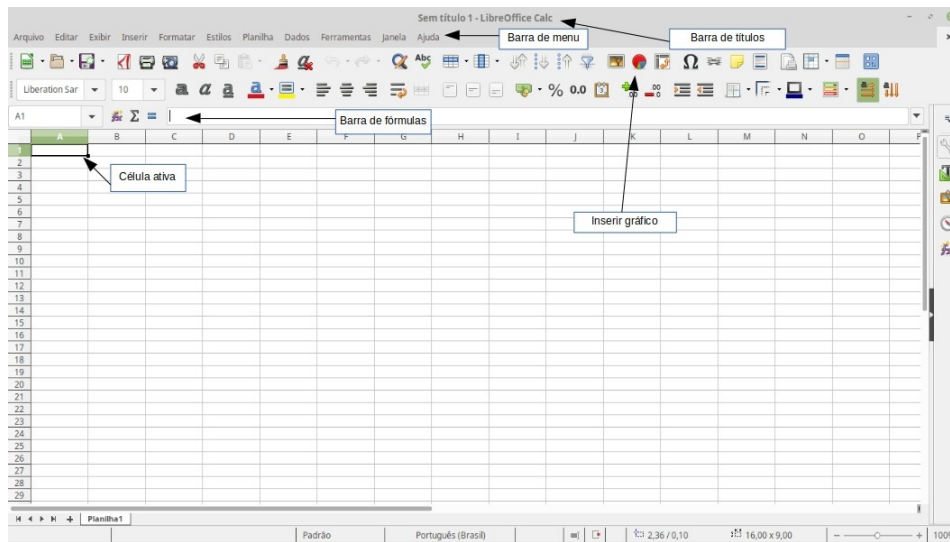 Sem título 1 - LibreOffice Calc
Arquivo Editar Exibir Inserir Formatar Estilos Planilha Dados Ferramentas Janela Ajuda
Barra de menu
Barra de títulos
Abç
Ω
Liberation Sar
10
a a a a
% 0.0
A1
Σ =
Barra de fórmulas
A B C D E F G H I J K L M N O P
1
2
3
Célula ativa
4
5
6
7
Inserir gráfico
8
9
10
11
12
13
14
15
16
17
18
19
20
21
22
23
24
25
26
27
28
29
Planilha1
Padrão
Português (Brasil)
2,36 / 0,10
16,00 x 9,00